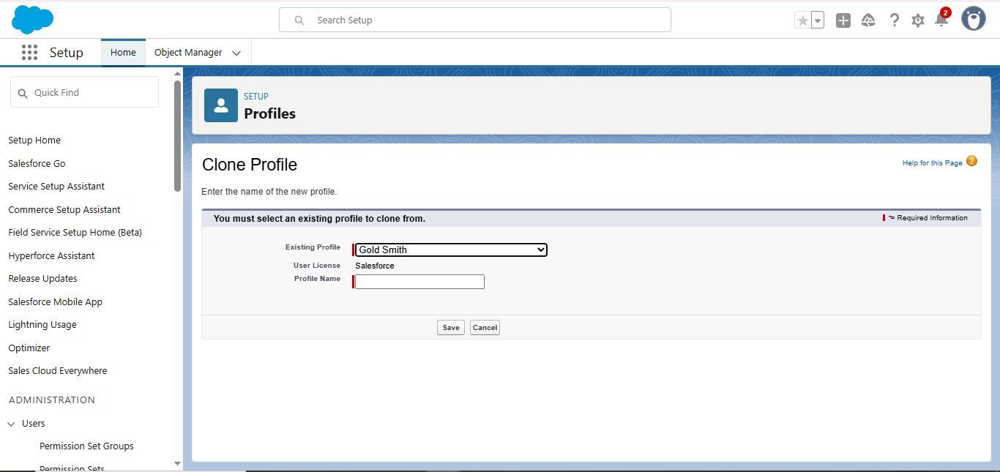 Search Setup
2
Setup
Home
Object Manager
Quick Find
Setup Home
Salesforce Go
Service Setup Assistant
Commerce Setup Assistant
Field Service Setup Home (Beta)
Hyperforce Assistant
Release Updates
Salesforce Mobile App
Lightning Usage
Optimizer
Sales Cloud Everywhere
ADMINISTRATION
Users
Permission Set Groups
Permission Sets
SETUP
Profiles
Clone Profile
Help for this Page ?
Enter the name of the new profile.
You must select an existing profile to clone from.
= Required Information
Existing Profile Gold Smith
User License Salesforce
Profile Name
Save Cancel